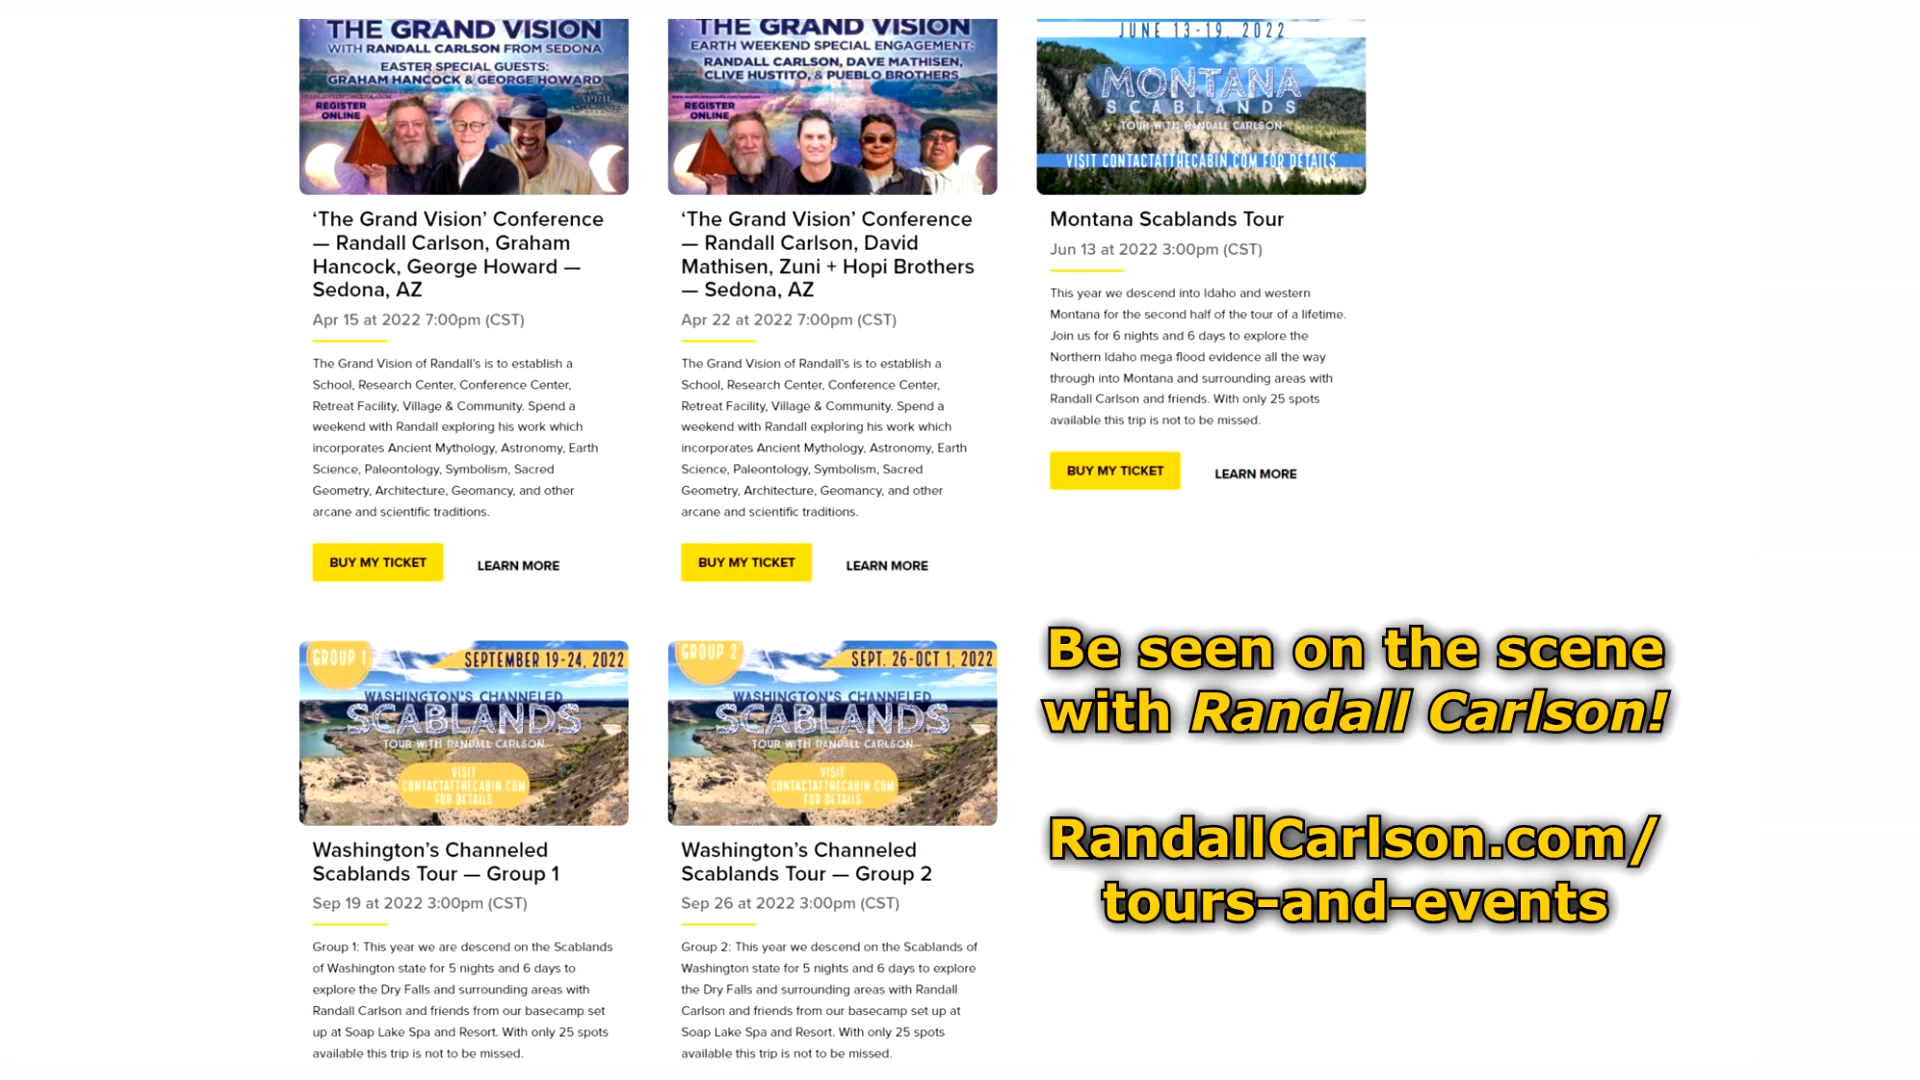 THE GRAND VISION
WITH RANDALL CARLSON FROM SEDONA
EASTER SPECIAL GUESTS:
GRAHAM HANCOCK & GEORGE HOWARD
REGISTER
ONLINE
‘The Grand Vision’ Conference
— Randall Carlson, Graham
Hancock, George Howard —
Sedona, AZ
Apr 15 at 2022 7:00pm (CST)
The Grand Vision of Randall's is to establish a
School, Research Center, Conference Center,
Retreat Facility, Village & Community. Spend a
weekend with Randall exploring his work which
incorporates Ancient Mythology, Astronomy, Earth
Science, Paleontology, Symbolism, Sacred
Geometry, Architecture, Geomancy, and other
arcane and scientific traditions.
BUY MY TICKET
LEARN MORE
THE GRAND VISION
EARTH WEEKEND SPECIAL ENGAGEMENT:
RANDALL CARLSON, DAVE MATHISEN,
CLIVE HUSTITO, & PUEBLO BROTHERS
REGISTER
ONLINE
‘The Grand Vision’ Conference
— Randall Carlson, David
Mathisen, Zuni + Hopi Brothers
— Sedona, AZ
Apr 22 at 2022 7:00pm (CST)
The Grand Vision of Randall's is to establish a
School, Research Center, Conference Center,
Retreat Facility, Village & Community. Spend a
weekend with Randall exploring his work which
incorporates Ancient Mythology, Astronomy, Earth
Science, Paleontology, Symbolism, Sacred
Geometry, Architecture, Geomancy, and other
arcane and scientific traditions.
BUY MY TICKET
LEARN MORE
JUNE 13-19, 2022
MONTANA
SCABLANDS
TOUR WITH RANDALL CARLSON
VISIT CONTACTATTHECABIN.COM FOR DETAILS
Montana Scablands Tour
Jun 13 at 2022 3:00pm (CST)
This year we descend into Idaho and western
Montana for the second half of the tour of a lifetime.
Join us for 6 nights and 6 days to explore the
Northern Idaho mega flood evidence all the way
through into Montana and surrounding areas with
Randall Carlson and friends. With only 25 spots
available this trip is not to be missed.
BUY MY TICKET
LEARN MORE
GROUP 1
SEPTEMBER 19-24, 2022
WASHINGTON'S CHANNELED
SCABLANDS
TOUR WITH RANDALL CARLSON
VISIT
CONTACTATTHECABIN.COM
FOR DETAILS
Washington’s Channeled
Scablands Tour — Group 1
Sep 19 at 2022 3:00pm (CST)
Group 1: This year we are descend on the Scablands
of Washington state for 5 nights and 6 days to
explore the Dry Falls and surrounding areas with
Randall Carlson and friends from our basecamp set
up at Soap Lake Spa and Resort. With only 25 spots
available this trip is not to be missed.
GROUP 2
SEPT. 26-OCT 1, 2022
WASHINGTON'S CHANNELED
SCABLANDS
TOUR WITH RANDALL CARLSON
VISIT
CONTACTATTHECABIN.COM
FOR DETAILS
Washington’s Channeled
Scablands Tour — Group 2
Sep 26 at 2022 3:00pm (CST)
Group 2: This year we descend on the Scablands of
Washington state for 5 nights and 6 days to explore
the Dry Falls and surrounding areas with Randall
Carlson and friends from our basecamp set up at
Soap Lake Spa and Resort. With only 25 spots
available this trip is not to be missed.
Be seen on the scene
with Randall Carlson!
RandallCarlson.com/
tours-and-events